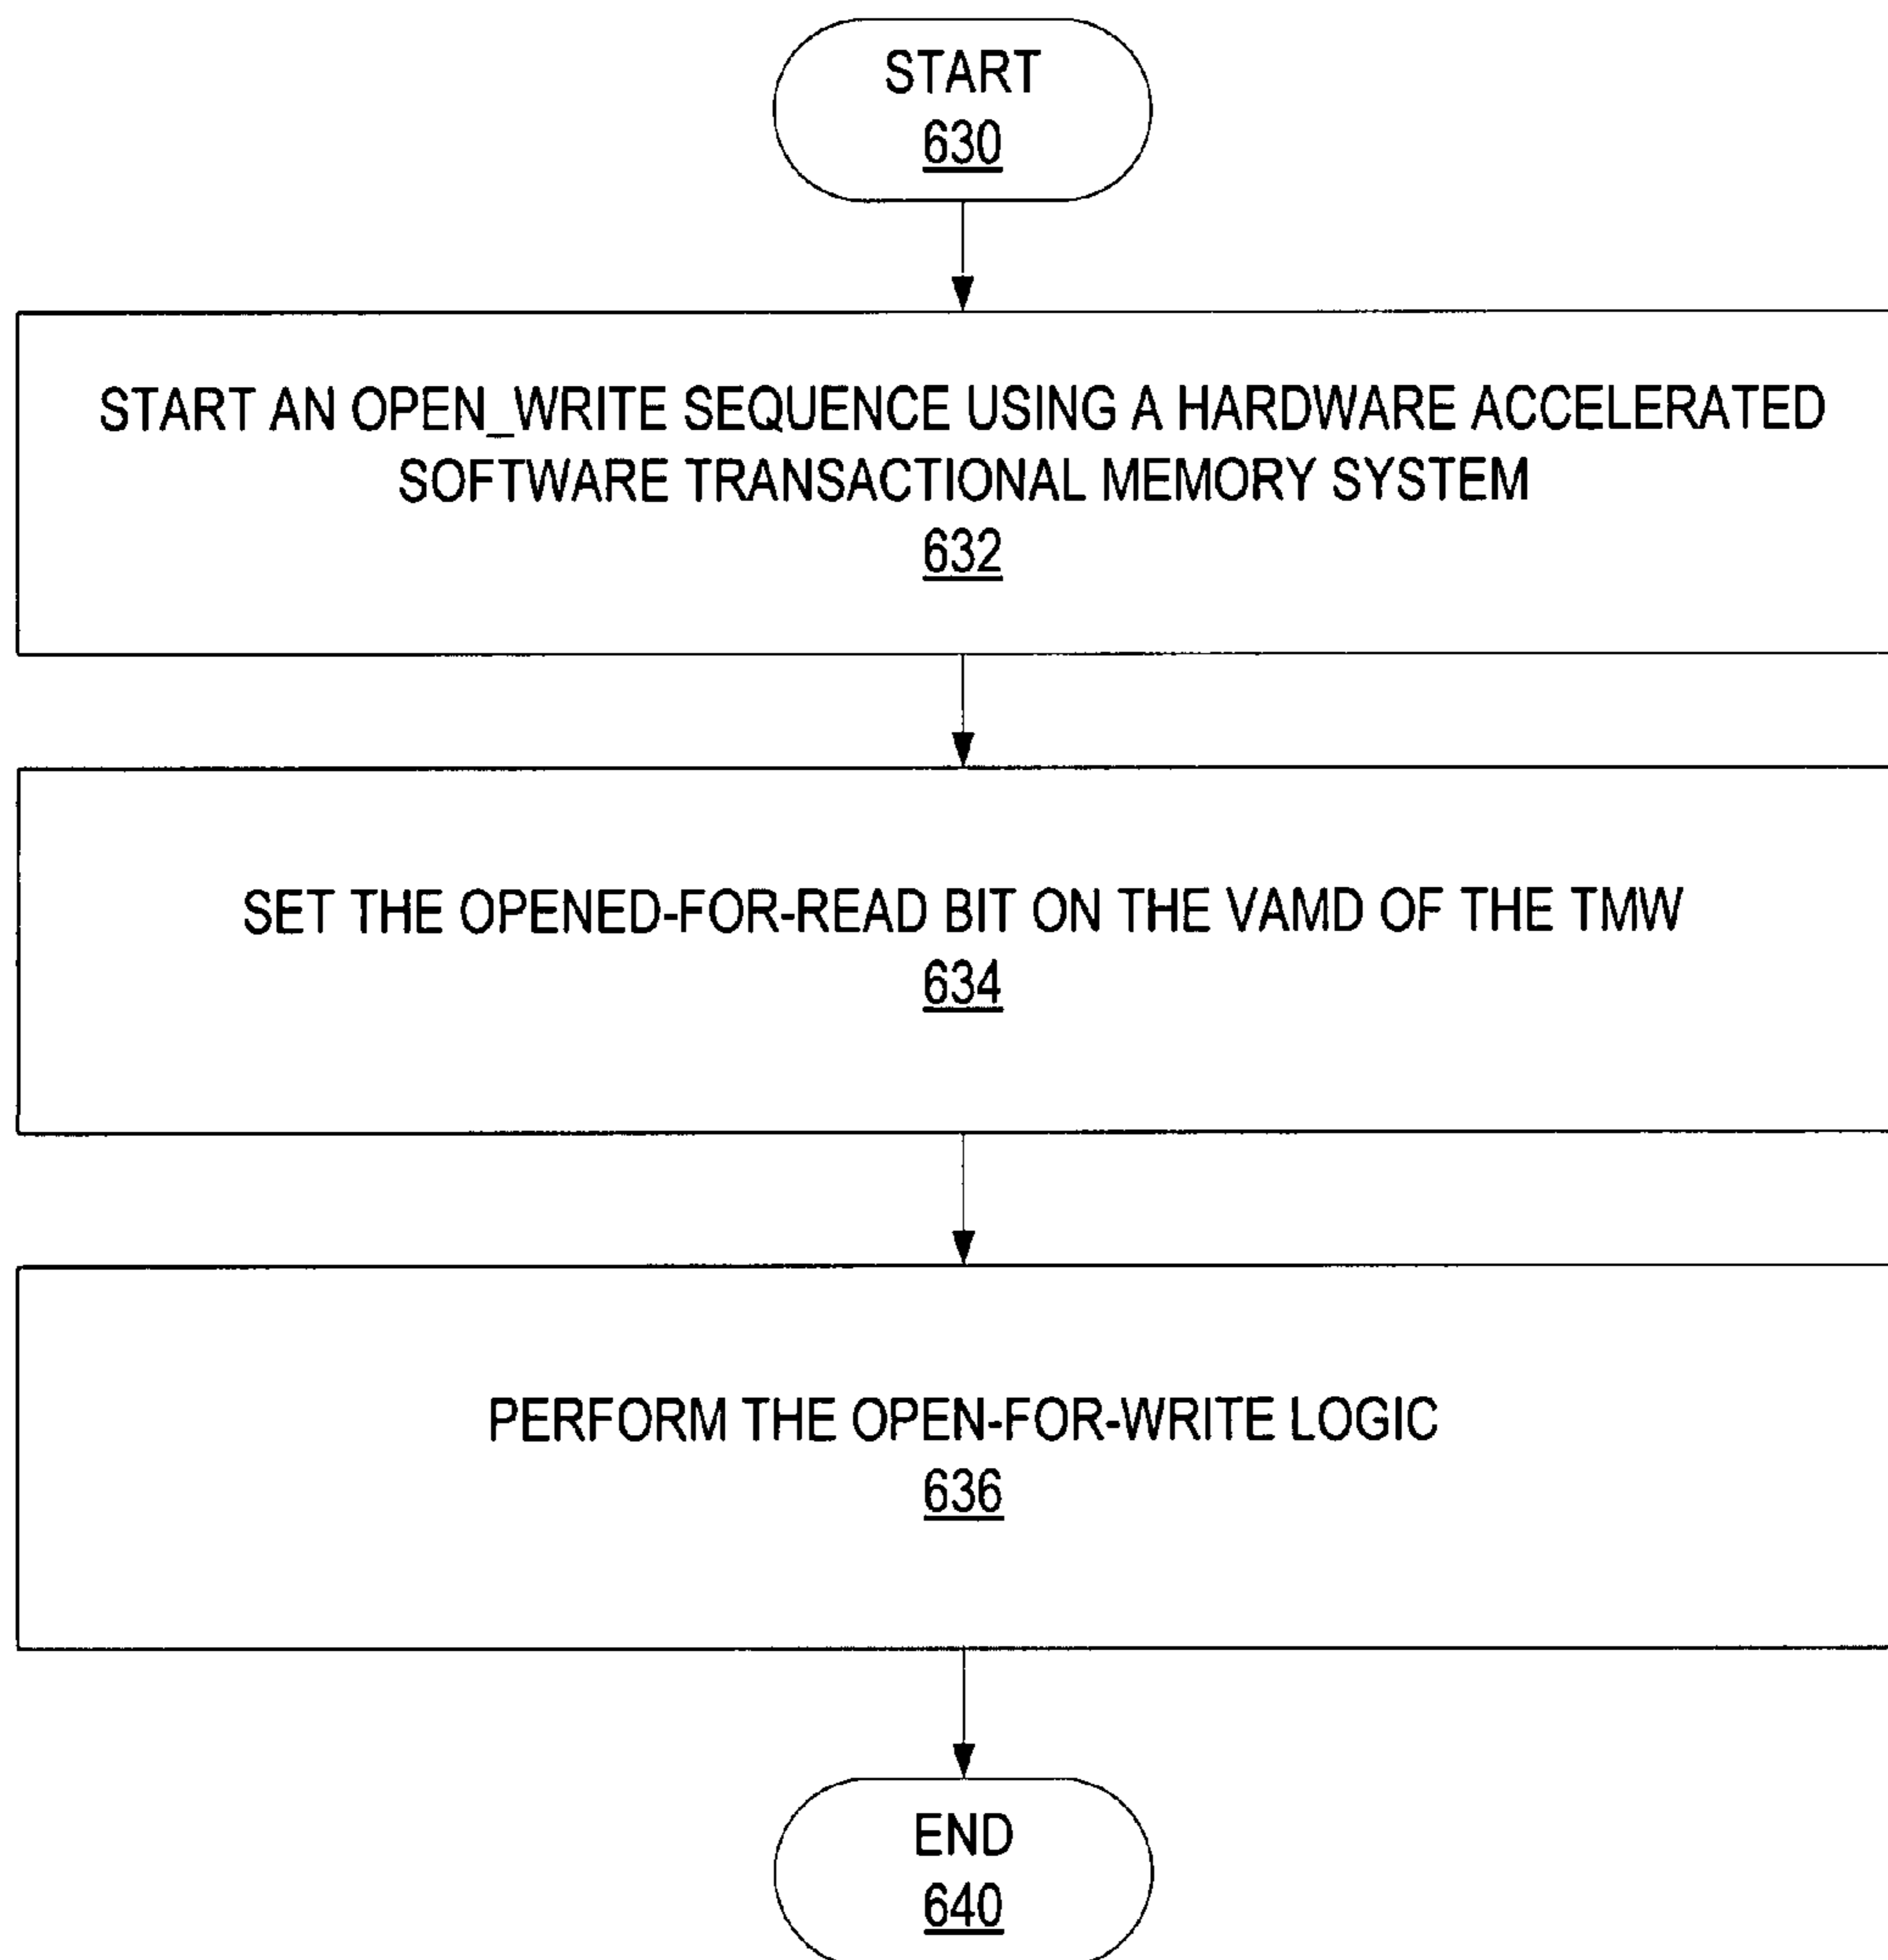 START
630
START AN OPEN_WRITE SEQUENCE USING A HARDWARE ACCELERATED
SOFTWARE TRANSACTIONAL MEMORY SYSTEM
632
SET THE OPENED-FOR-READ BIT ON THE VAMD OF THE TMW
634
PERFORM THE OPEN-FOR-WRITE LOGIC
636
END
640